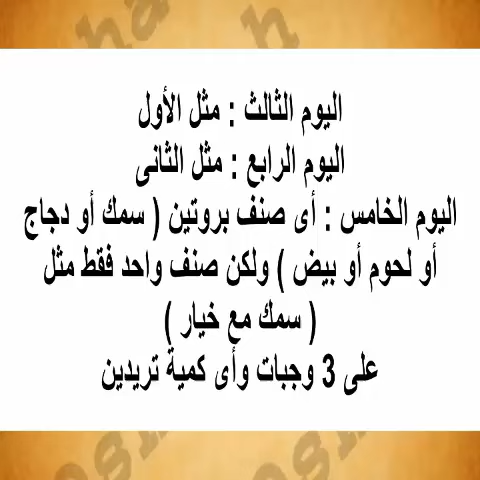 اليوم الثالث : مثل الأول
اليوم الرابع : مثل الثانى
اليوم الخامس : أى صنف بروتين ( سمك أو دجاج
أو لحوم أو بيض ) ولكن صنف واحد فقط مثل
( سمك مع خيار )
على 3 وجبات وأى كمية تريدين